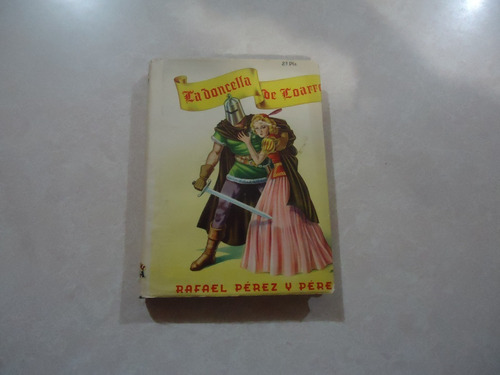 La doncella
de Loarre
RAFAEL PÉREZ Y PÉRE